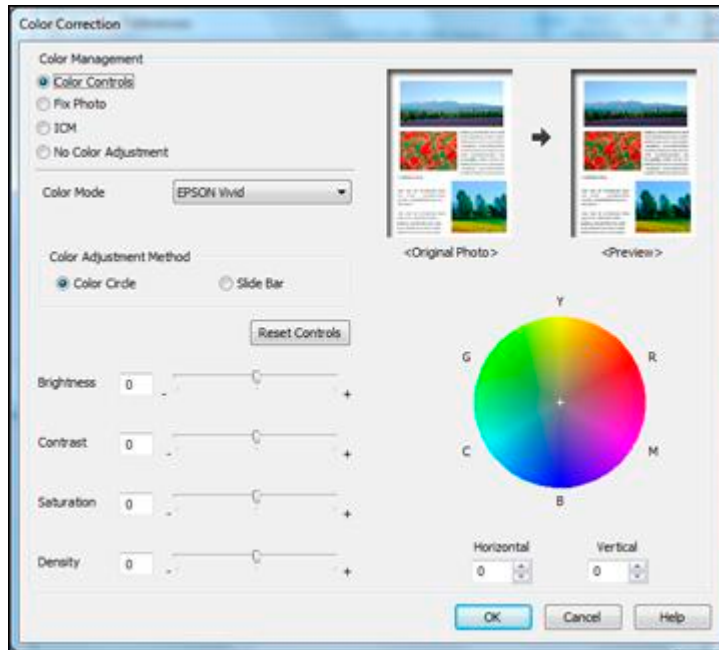 Color Correction
Color Management
Color Controls
Fix Photo
ICM
No Color Adjustment
Color Mode
EPSON Vivid
<Original Photo>
<Preview>
Color Adjustment Method
Color Circle
Slide Bar
Reset Controls
Brightness 0 - +
Contrast 0 - +
Saturation 0 - +
Density 0 - +
Y
G R
C M
B
Horizontal Vertical
0 0
OK Cancel Help